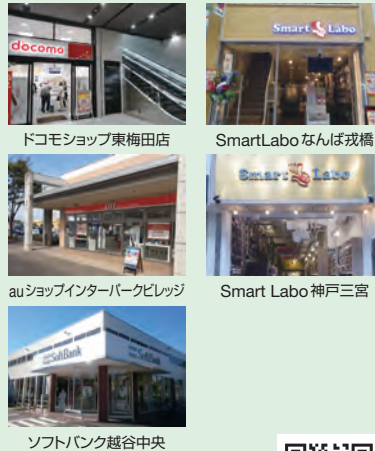 docomo
Smart Labo
ドコモショップ東梅田店
SmartLaboなんば戎橋
au
Smart Labo
auショップインターパークビレッジ
Smart Labo神戸三宮
SoftBank
ソフトバンク越谷中央